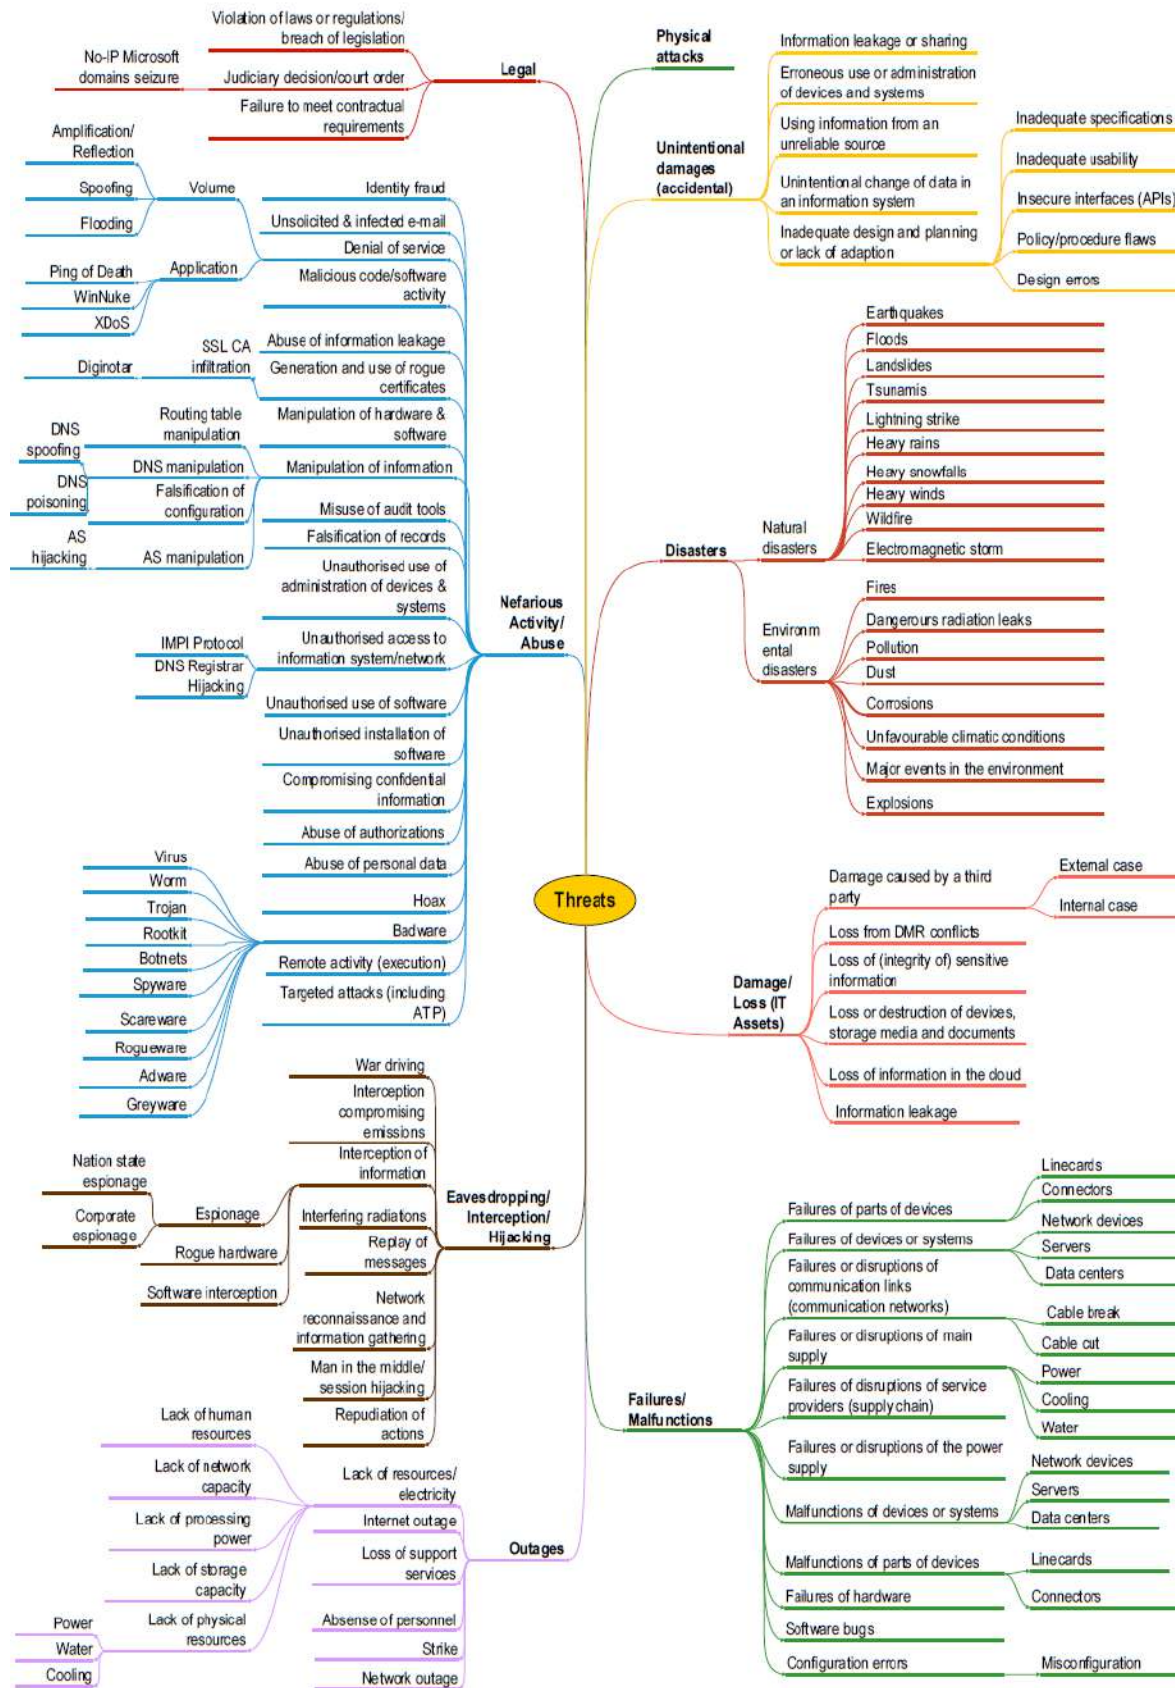 Violation of laws or regulations/
breach of legislation
No-IP Microsoft
domains seizure
Judiciary decision/court order
Failure to meet contractual
requirements
Legal
Amplification/
Reflection
Spoofing
Flooding
Volume
Ping of Death
WinNuke
XDoS
Application
Identity fraud
Unsolicited & infected e-mail
Denial of service
Malicious code/software
activity
Abuse of information leakage
Diginotar
SSL CA
infiltration
Generation and use of rogue
certificates
Manipulation of hardware &
software
DNS
spoofing
DNS
poisoning
Routing table
manipulation
DNS manipulation
Falsification of
configuration
AS
hijacking
AS manipulation
Manipulation of information
Misuse of audit tools
Falsification of records
Unauthorised use of
administration of devices &
systems
IMPI Protocol
DNS Registrar
Hijacking
Unauthorised access to
information system/network
Unauthorised use of software
Unauthorised installation of
software
Compromising confidential
information
Abuse of authorizations
Abuse of personal data
Hoax
Badware
Remote activity (execution)
Targeted attacks (including
ATP)
Virus
Worm
Trojan
Rootkit
Botnets
Spyware
Scareware
Rogueware
Adware
Greyware
Nefarious
Activity/
Abuse
War driving
Interception
compromising
emissions
Interception of
information
Nation state
espionage
Corporate
espionage
Espionage
Rogue hardware
Software interception
Interfering radiations
Replay of
messages
Network
reconnaissance and
information gathering
Man in the middle/
session hijacking
Repudiation of
actions
Eavesdropping/
Interception/
Hijacking
Lack of human
resources
Lack of network
capacity
Lack of processing
power
Lack of storage
capacity
Lack of physical
resources
Power
Water
Cooling
Lack of resources/
electricity
Internet outage
Loss of support
services
Absence of personnel
Strike
Network outage
Outages
Threats
Physical
attacks
Unintentional
damages
(accidental)
Information leakage or sharing
Erroneous use or administration
of devices and systems
Using information from an
unreliable source
Unintentional change of data in
an information system
Inadequate design and planning
or lack of adaption
Inadequate specifications
Inadequate usability
Insecure interfaces (APIs)
Policy/procedure flaws
Design errors
Disasters
Natural
disasters
Earthquakes
Floods
Landslides
Tsunamis
Lightning strike
Heavy rains
Heavy snowfalls
Heavy winds
Wildfire
Electromagnetic storm
Environm
ental
disasters
Fires
Dangerours radiation leaks
Pollution
Dust
Corrosions
Unfavourable climatic conditions
Major events in the environment
Explosions
Damage/
Loss (IT
Assets)
Damage caused by a third
party
External case
Internal case
Loss from DMR conflicts
Loss of (integrity of) sensitive
information
Loss or destruction of devices,
storage media and documents
Loss of information in the cloud
Information leakage
Failures/
Malfunctions
Failures of parts of devices
Linecards
Connectors
Failures of devices or systems
Network devices
Servers
Data centers
Failures or disruptions of
communication links
(communication networks)
Cable break
Cable cut
Failures or disruptions of main
supply
Power
Cooling
Water
Failures of disruptions of service
providers (supply chain)
Failures or disruptions of the power
supply
Malfunctions of devices or systems
Network devices
Servers
Data centers
Malfunctions of parts of devices
Linecards
Connectors
Failures of hardware
Software bugs
Configuration errors
Misconfiguration